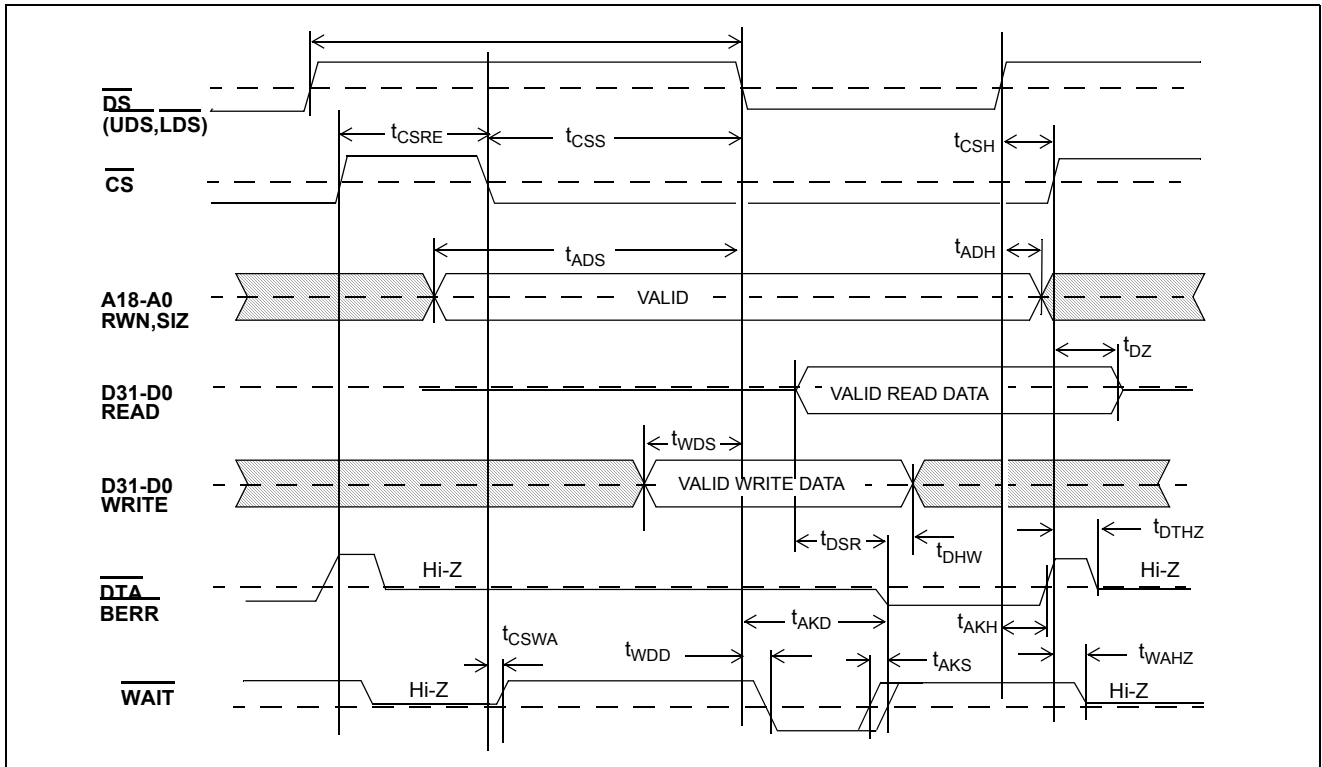 DS
(UDS,LDS)
tCSRE
tCSS
tCSH
CS
tADS
tADH
A18-A0
RWN,SIZ
VALID
tDZ
D31-D0
READ
VALID READ DATA
tWDS
D31-D0
WRITE
VALID WRITE DATA
tDSR
tDHW
tDTHZ
DTA
BERR
Hi-Z
Hi-Z
tAKD
tAKH
tCSWA
tWDD
tAKS
tWAHZ
WAIT
Hi-Z
Hi-Z